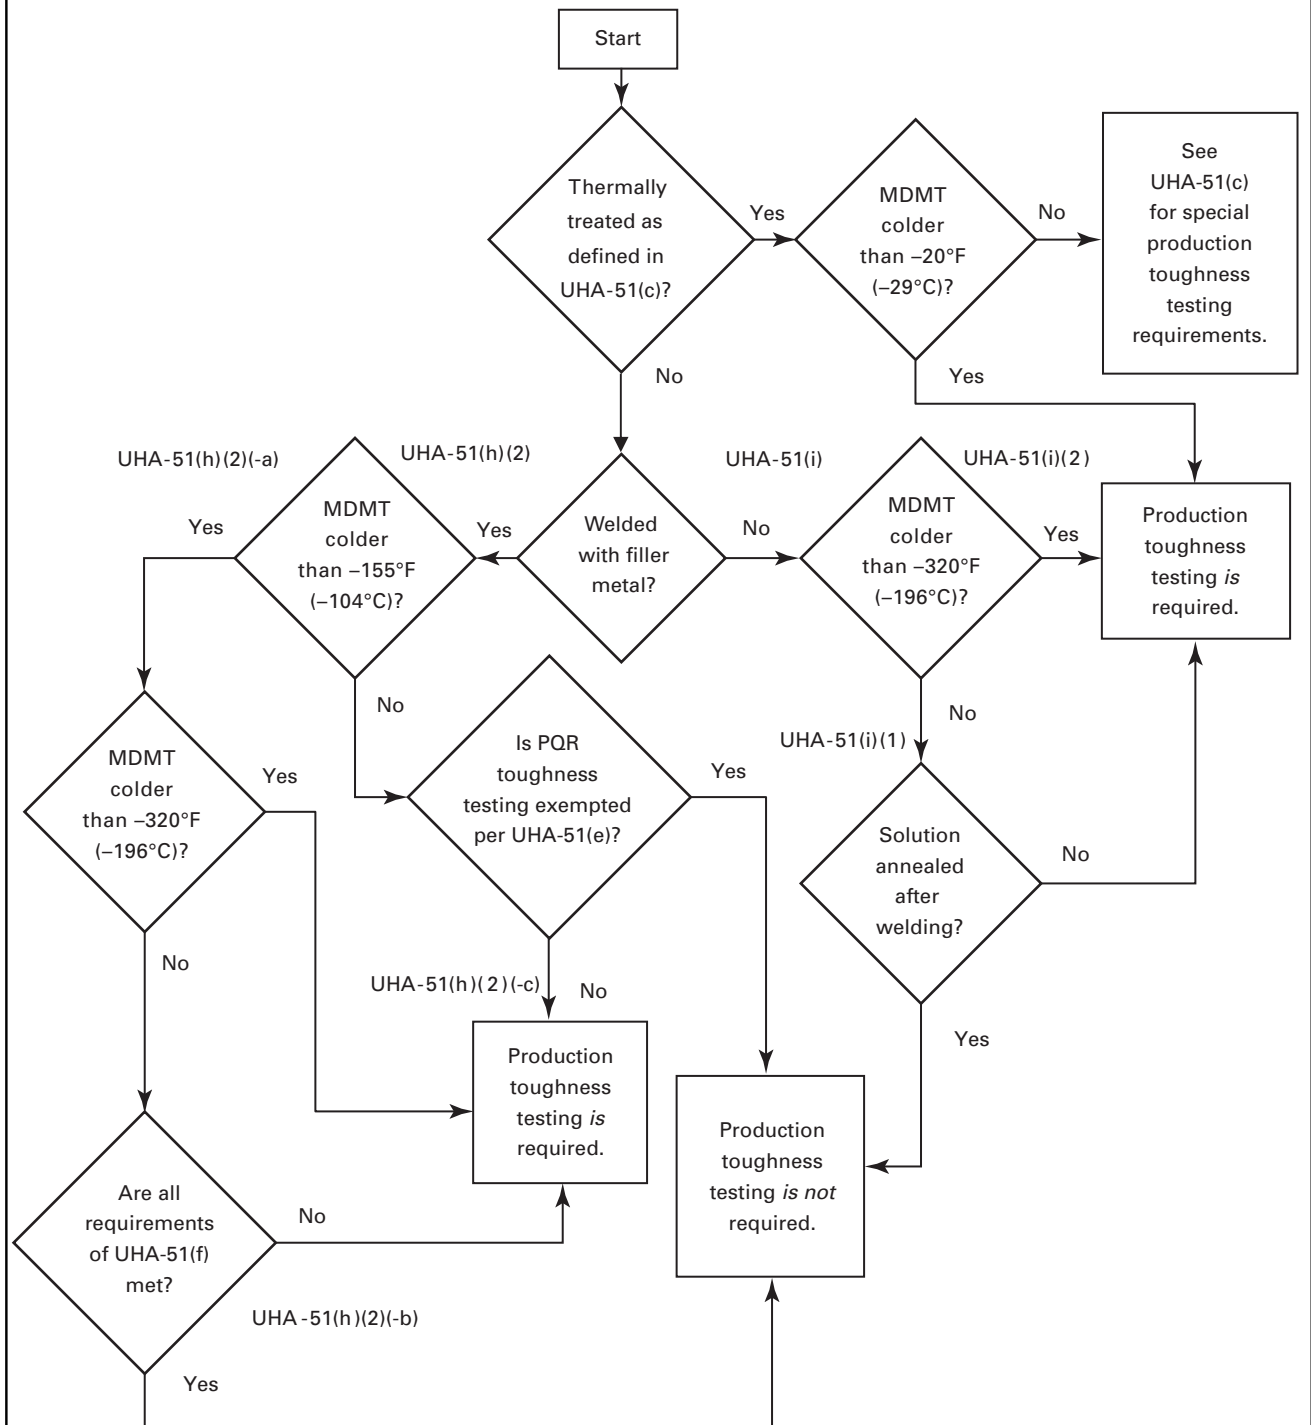 Start
Thermally
treated as
defined in
UHA-51(c)?
Yes
MDMT
colder
than –20°F
(–29°C)?
No
See
UHA-51(c)
for special
production
toughness
testing
requirements.
No
Yes
UHA-51(h)(2)(-a)
UHA-51(h)(2)
UHA-51(i)
UHA-51(i)(2)
Yes
MDMT
colder
than –155°F
(–104°C)?
Yes
Welded
with filler
metal?
No
MDMT
colder
than –320°F
(–196°C)?
Yes
Production
toughness
testing is
required.
No
No
UHA-51(i)(1)
MDMT
colder
than –320°F
(–196°C)?
Yes
Is PQR
toughness
testing exempted
per UHA-51(e)?
Yes
Solution
annealed
after
welding?
No
No
UHA-51(h)(2)(-c)
No
Yes
Production
toughness
testing is
required.
Production
toughness
testing is not
required.
Are all
requirements
of UHA-51(f)
met?
No
UHA-51(h)(2)(-b)
Yes